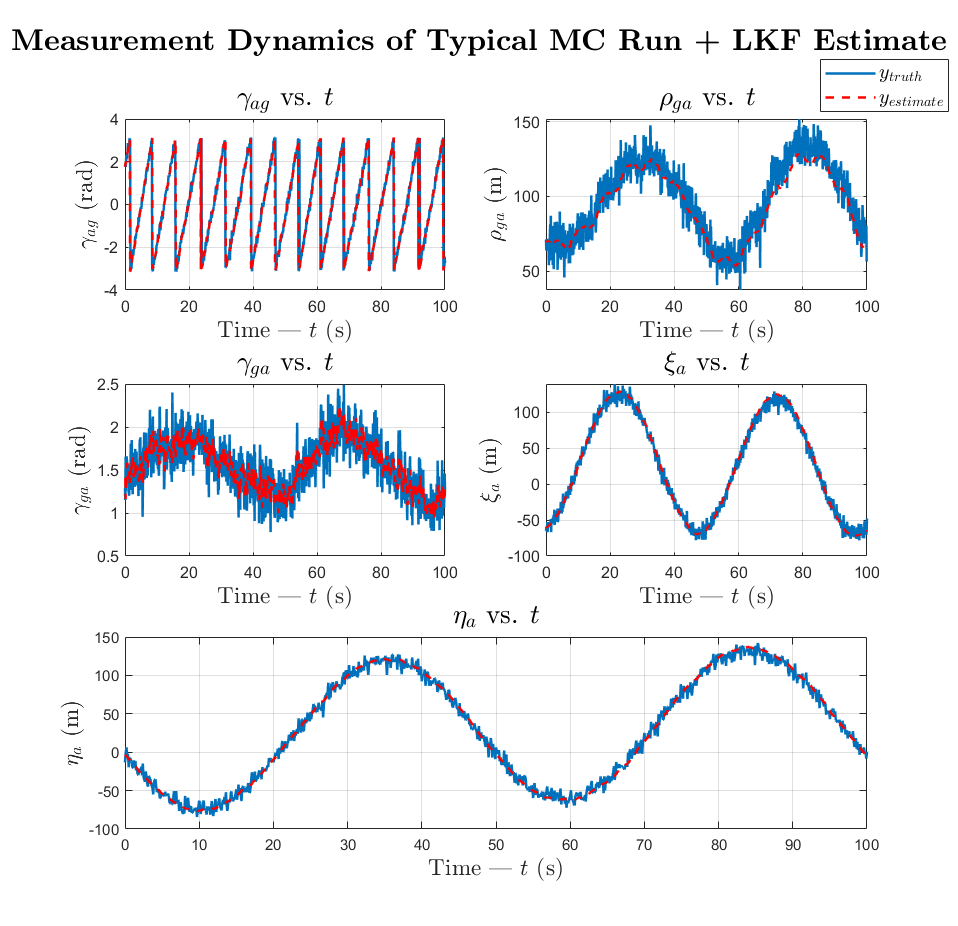 Measurement Dynamics of Typical MC Run + LKF Estimate
y_truth
y_estimate
γ_ag vs. t
γ_ag (rad)
4
2
0
-2
-4
0 20 40 60 80 100
Time — t (s)
ρ_ga vs. t
ρ_ga (m)
150
100
50
0 20 40 60 80 100
Time — t (s)
γ_ga vs. t
γ_ga (rad)
2.5
2
1.5
1
0.5
0 20 40 60 80 100
Time — t (s)
ξ_a vs. t
ξ_a (m)
100
50
0
-50
-100
0 20 40 60 80 100
Time — t (s)
η_a vs. t
η_a (m)
150
100
50
0
-50
-100
0 10 20 30 40 50 60 70 80 90 100
Time — t (s)